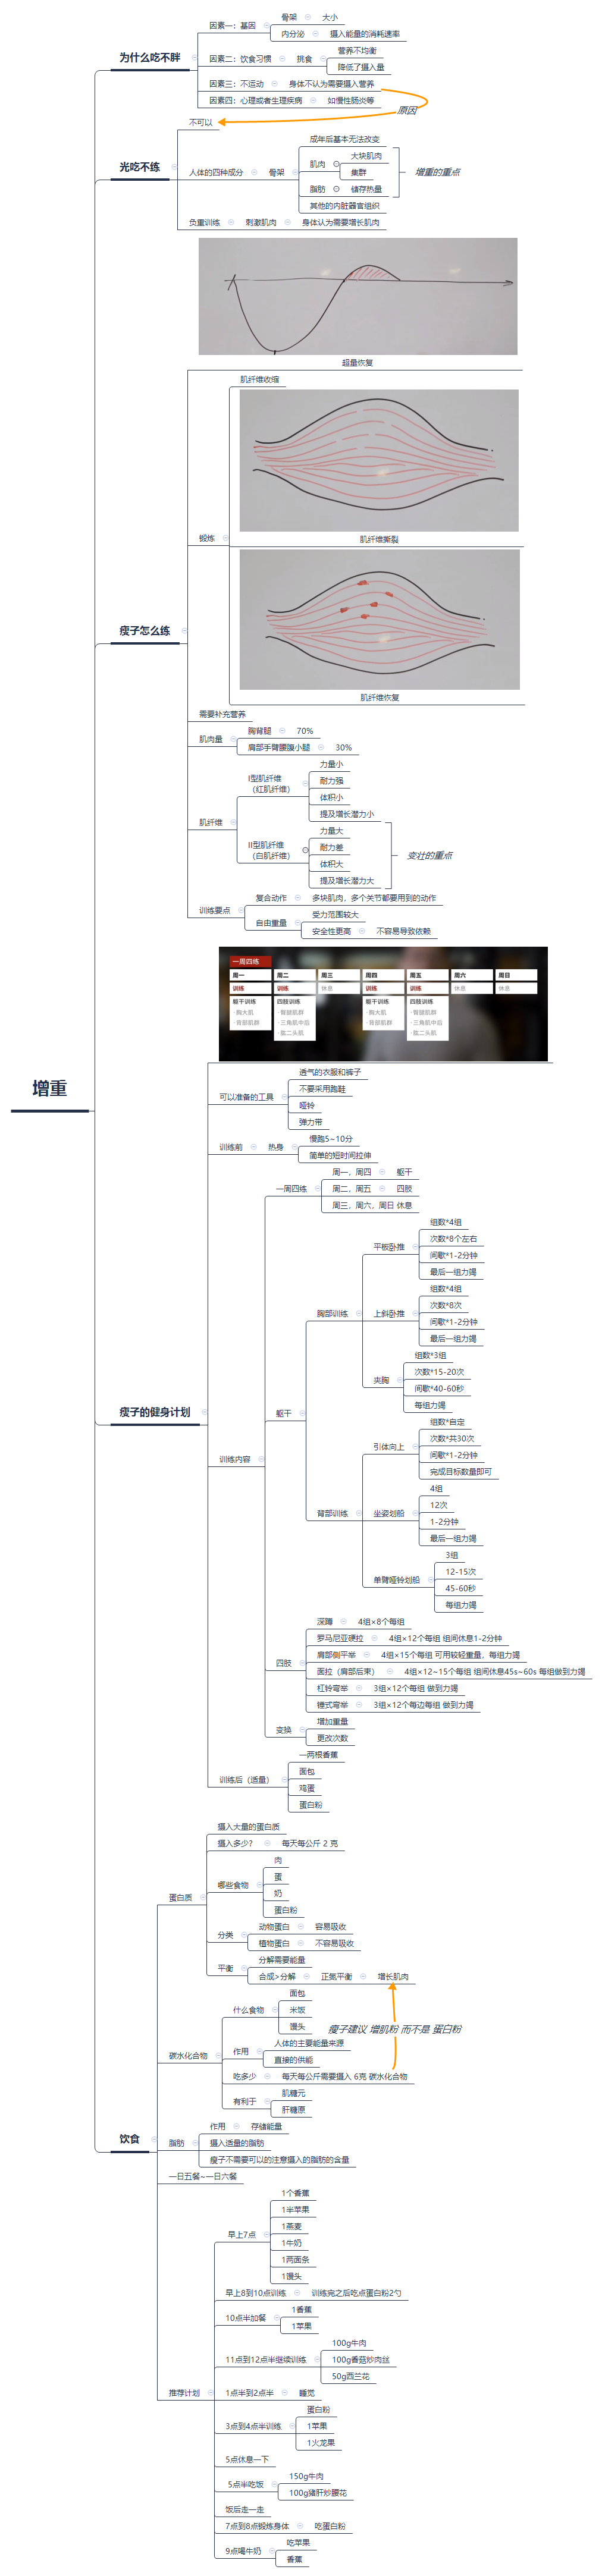 增重
为什么吃不胖
因素一：基因
骨架
大小
内分泌
摄入能量的消耗速率
因素二：饮食习惯
挑食
营养不均衡
降低了摄入量
因素三：不运动
身体不认为需要摄入营养
因素四：心理或者生理疾病
如慢性肠炎等
原因
光吃不练
不可以
人体的四种成分
骨架
成年后基本无法改变
肌肉
大块肌肉
集群
脂肪
储存热量
其他的内脏器官组织
增重的重点
负重训练
刺激肌肉
身体认为需要增长肌肉
瘦子怎么练
超量恢复
锻炼
肌纤维收缩
肌纤维撕裂
肌纤维恢复
需要补充营养
肌肉量
胸背腿
70%
肩部手臂腰腹小腿
30%
肌纤维
I型肌纤维
（红肌纤维）
力量小
耐力强
体积小
提及增长潜力小
II型肌纤维
（白肌纤维）
力量大
耐力差
体积大
提及增长潜力大
变壮的重点
训练要点
复合动作
多块肌肉，多个关节都要用到的动作
自由重量
受力范围较大
安全性更高
不容易导致依赖
瘦子的健身计划
一周四练
周一 周二 周三 周四 周五 周六 周日
训练 训练 休息 训练 训练 休息 休息
躯干训练 四肢训练 躯干训练 四肢训练
·胸大肌 ·臀腿肌群 ·胸大肌 ·臀腿肌群
·背部肌群 ·三角肌中后 ·背部肌群 ·三角肌中后
·肱二头肌 ·肱二头肌
可以准备的工具
透气的衣服和裤子
不要采用跑鞋
哑铃
弹力带
训练前
热身
慢跑5~10分
简单的短时间拉伸
训练内容
一周四练
周一，周四
躯干
周二，周五
四肢
周三，周六，周日 休息
躯干
胸部训练
平板卧推
组数*4组
次数*8个左右
间歇*1-2分钟
最后一组力竭
上斜卧推
组数*4组
次数*8次
间歇*1-2分钟
最后一组力竭
夹胸
组数*3组
次数*15-20次
间歇*40-60秒
每组力竭
背部训练
引体向上
组数*自定
次数*共30次
间歇*1-2分钟
完成目标数量即可
坐姿划船
4组
12次
1-2分钟
最后一组力竭
单臂哑铃划船
3组
12-15次
45-60秒
每组力竭
四肢
深蹲
4组×8个每组
罗马尼亚硬拉
4组×12个每组 组间休息1-2分钟
肩部侧平举
4组×15个每组 可用较轻重量，每组力竭
面拉（肩部后束）
4组×12~15个每组 组间休息45s~60s 每组做到力竭
杠铃弯举
3组×12个每组 做到力竭
锤式弯举
3组×12个每边每组 做到力竭
变换
增加重量
更改次数
训练后（适量）
一两根香蕉
面包
鸡蛋
蛋白粉
饮食
蛋白质
摄入大量的蛋白质
摄入多少？
每天每公斤 2 克
哪些食物
肉
蛋
奶
蛋白粉
分类
动物蛋白
容易吸收
植物蛋白
不容易吸收
平衡
分解需要能量
合成>分解
正氮平衡
增长肌肉
碳水化合物
什么食物
面包
米饭
馒头
作用
人体的主要能量来源
直接的供能
吃多少
每天每公斤需要摄入 6克 碳水化合物
有利于
肌糖元
肝糖原
瘦子建议 增肌粉 而不是 蛋白粉
脂肪
作用
存储能量
摄入适量的脂肪
瘦子不需要可以的注意摄入的脂肪的含量
一日五餐~一日六餐
推荐计划
早上7点
1个香蕉
1半苹果
1燕麦
1牛奶
1两面条
1馒头
早上8到10点训练
训练完之后吃点蛋白粉2勺
10点半加餐
1香蕉
1苹果
11点到12点半继续训练
100g牛肉
100g香菇炒肉丝
50g西兰花
1点半到2点半
睡觉
3点到4点半训练
蛋白粉
1苹果
1火龙果
5点休息一下
5点半吃饭
150g牛肉
100g猪肝炒腰花
饭后走一走
7点到8点锻炼身体
吃蛋白粉
9点喝牛奶
吃苹果
香蕉